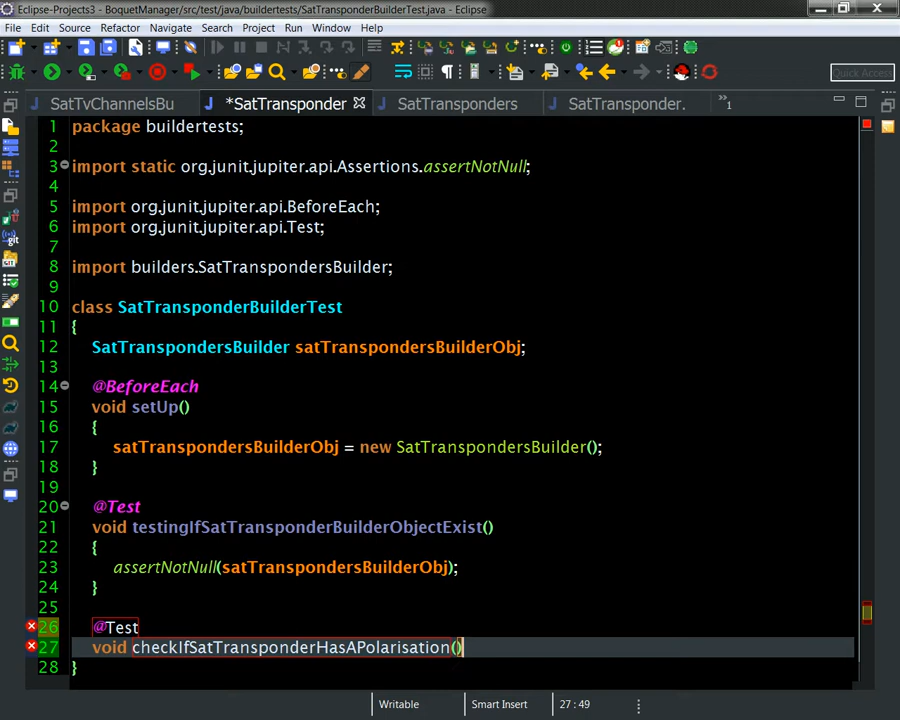 Eclipse-Projects3 - BoquetManager/src/test/java/buildertests/SatTransponderBuilderTest.java - Eclipse
File Edit Source Refactor Navigate Search Project Run Window Help
Quick Access
SatTvChannelsBu *SatTransponder SatTransponders SatTransponder. »1
1 package buildertests;
2
3 import static org.junit.jupiter.api.Assertions.assertNotNull;
4
5 import org.junit.jupiter.api.BeforeEach;
6 import org.junit.jupiter.api.Test;
7
8 import builders.SatTranspondersBuilder;
9
10 class SatTransponderBuilderTest
11 {
12 SatTranspondersBuilder satTranspondersBuilderObj;
13
14 @BeforeEach
15 void setUp()
16 {
17 satTranspondersBuilderObj = new SatTranspondersBuilder();
18 }
19
20 @Test
21 void testingIfSatTransponderBuilderObjectExist()
22 {
23 assertNotNull(satTranspondersBuilderObj);
24 }
25
26 @Test
27 void checkIfSatTransponderHasAPolarisation()
28 }
Writable Smart Insert 27 : 49